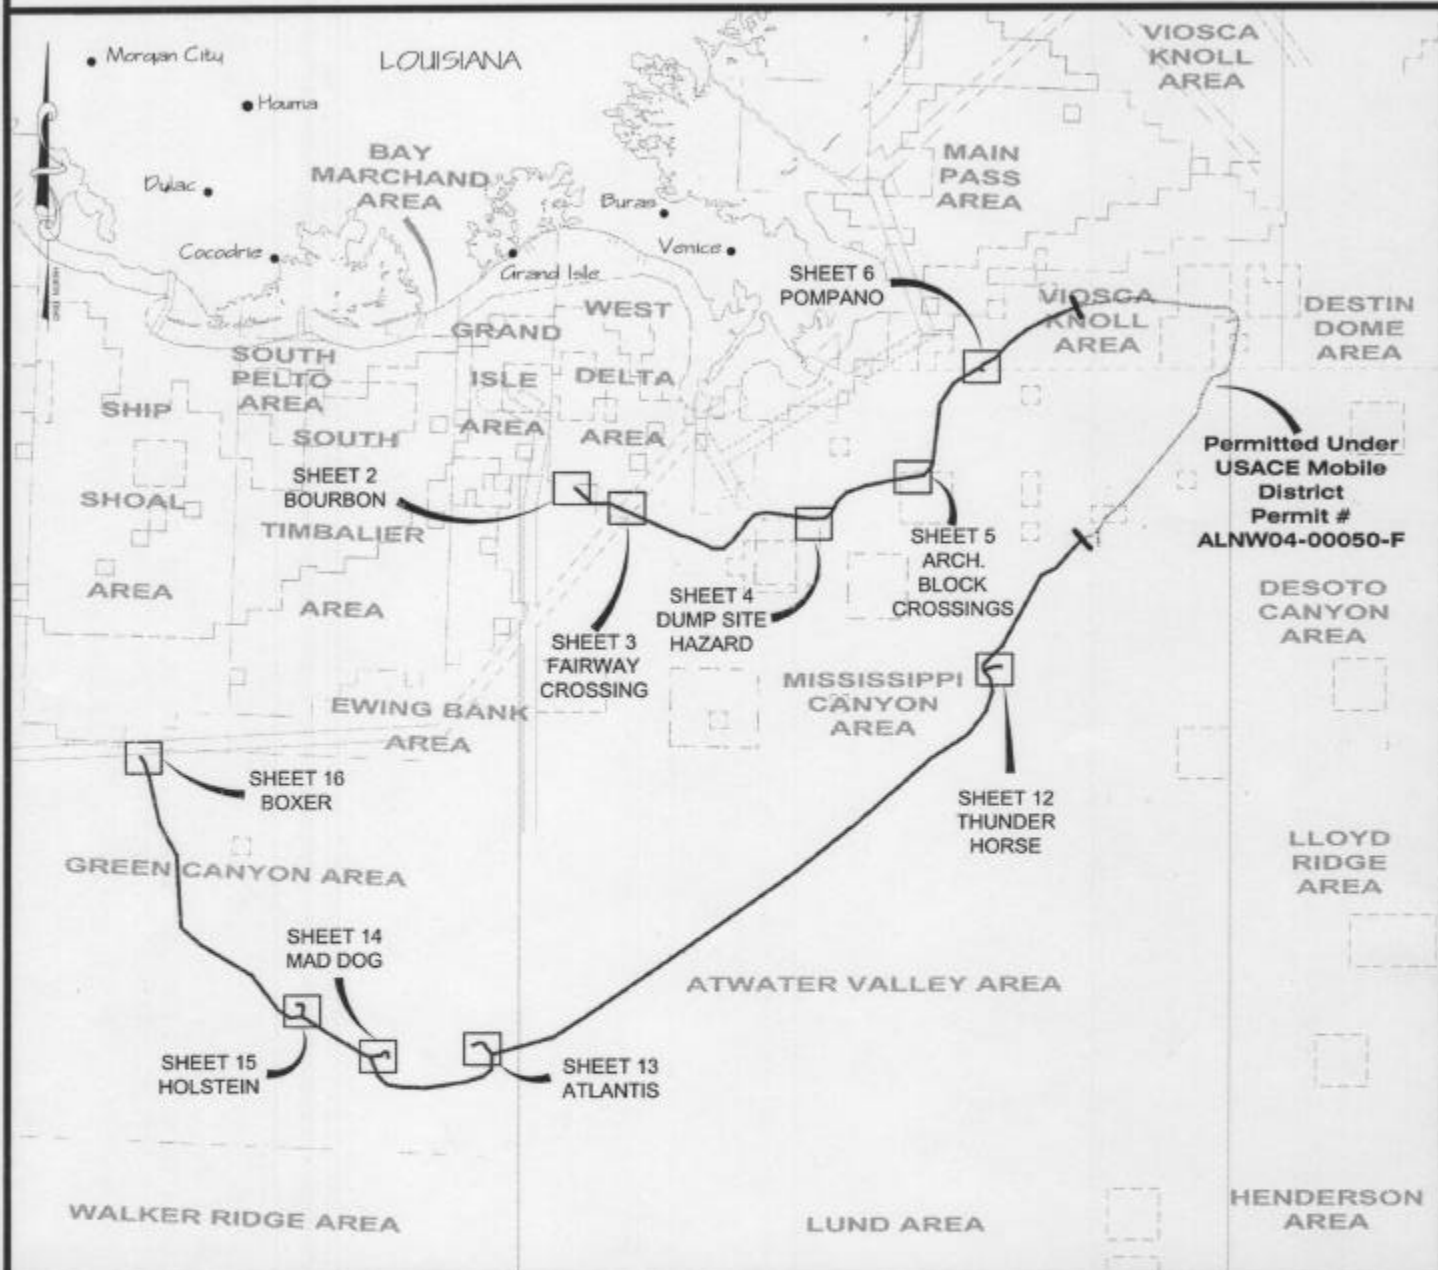 Morgan City
LOUISIANA
VIOSCA
KNOLL
AREA
Houma
BAY
MARCHAND
AREA
MAIN
PASS
AREA
Dulac
Buras
Venice
Cocodrie
Grand Isle
SHEET 6
POMPANO
VIOSCA
KNOLL
AREA
DESTIN
DOME
AREA
WEST
DELTA
AREA
GRAND
ISLE
AREA
SOUTH
PELTO
AREA
SHIP
SHOAL
AREA
SOUTH
TIMBALIER
AREA
SHEET 2
BOURBON
Permitted Under
USACE Mobile
District
Permit #
ALNW04-00050-F
SHEET 5
ARCH.
BLOCK
CROSSINGS
SHEET 4
DUMP SITE
HAZARD
SHEET 3
FAIRWAY
CROSSING
DESOTO
CANYON
AREA
MISSISSIPPI
CANYON
AREA
EWING BANK
AREA
SHEET 16
BOXER
SHEET 12
THUNDER
HORSE
GREEN CANYON AREA
LLOYD
RIDGE
AREA
SHEET 14
MAD DOG
ATWATER VALLEY AREA
SHEET 15
HOLSTEIN
SHEET 13
ATLANTIS
WALKER RIDGE AREA
LUND AREA
HENDERSON
AREA